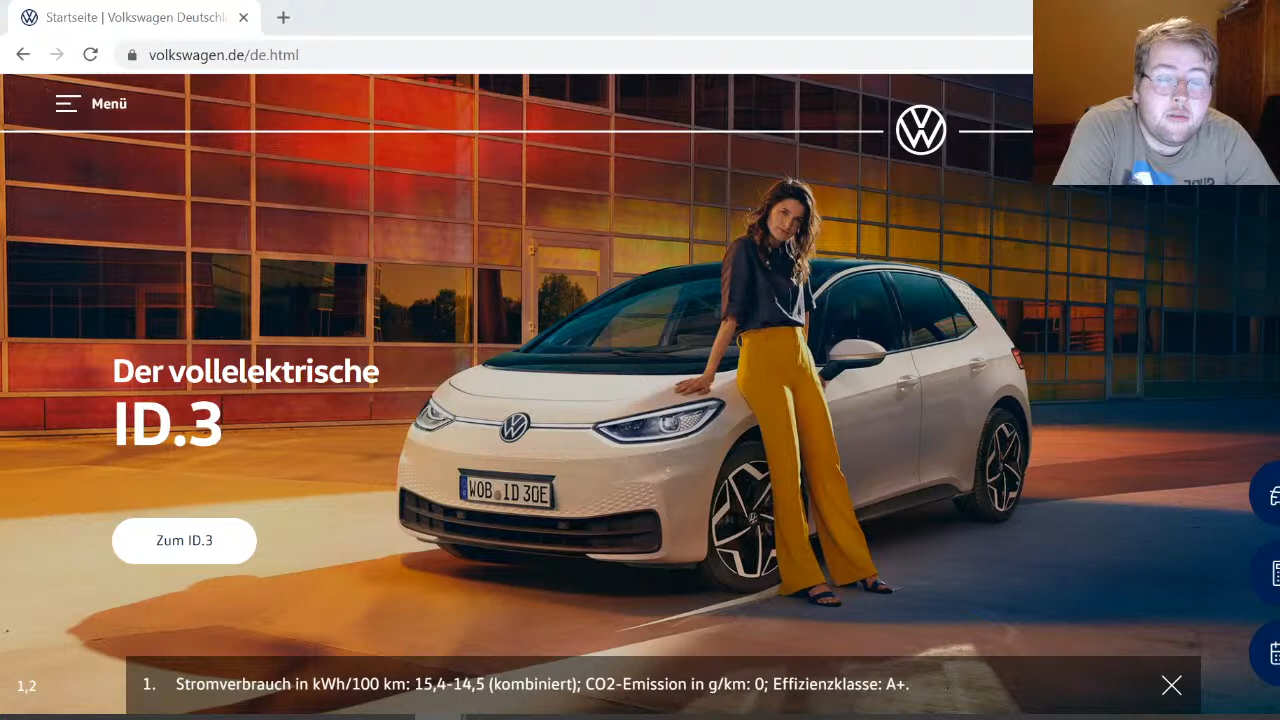 Startseite | Volkswagen Deutschl
volkswagen.de/de.html
Menü
Der vollelektrische
ID.3
WOB ID 30E
Zum ID.3
1,2
1. Stromverbrauch in kWh/100 km: 15,4-14,5 (kombiniert); CO2-Emission in g/km: 0; Effizienzklasse: A+.